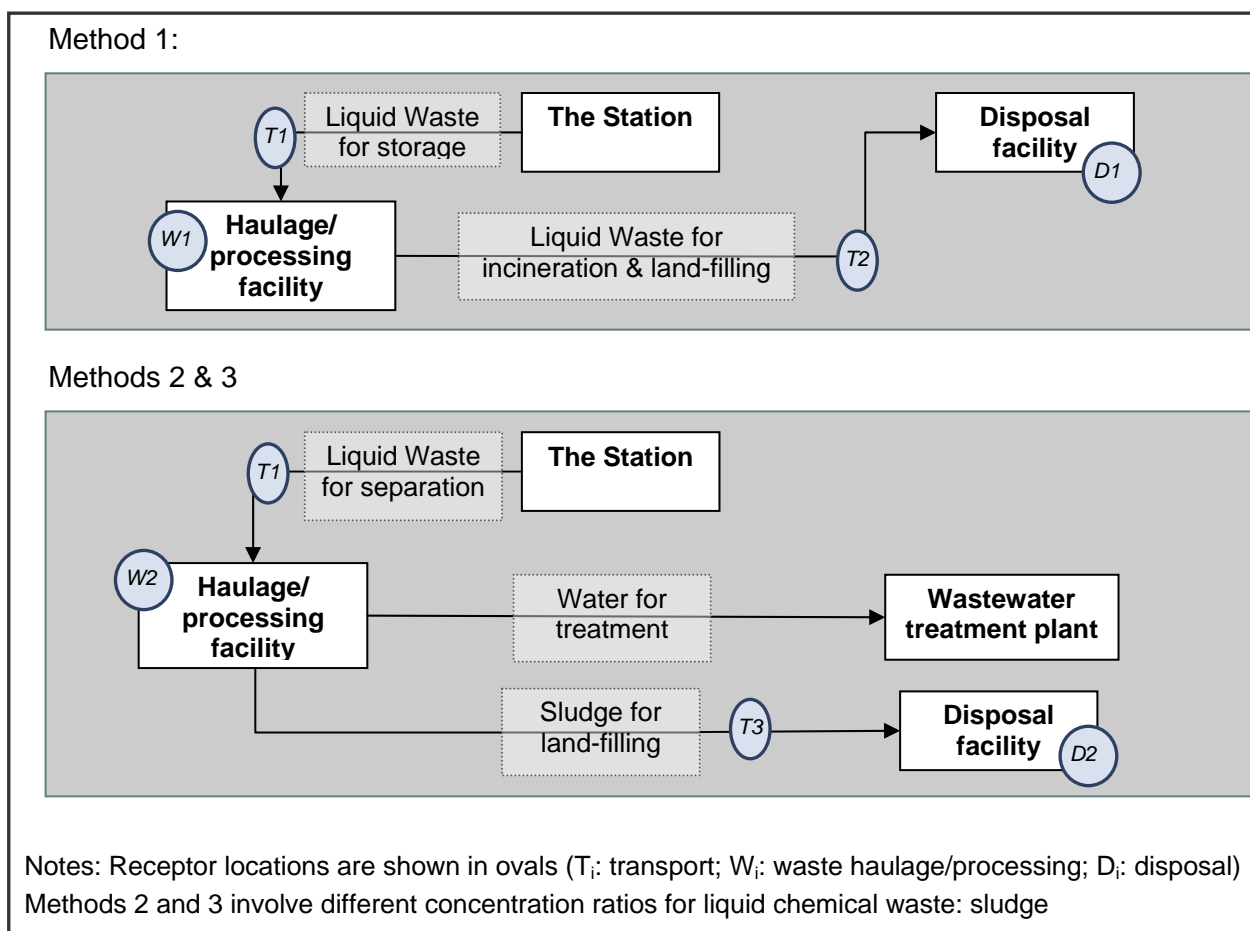 Method 1:
T1
Liquid Waste
for storage
The Station
Disposal
facility
D1
W1
Haulage/
processing
facility
Liquid Waste for
incineration & land-filling
T2
Methods 2 & 3
T1
Liquid Waste
for separation
The Station
W2
Haulage/
processing
facility
Water for
treatment
Wastewater
treatment plant
Sludge for
land-filling
T3
Disposal
facility
D2
Notes: Receptor locations are shown in ovals (Ti: transport; Wi: waste haulage/processing; Di: disposal)
Methods 2 and 3 involve different concentration ratios for liquid chemical waste: sludge